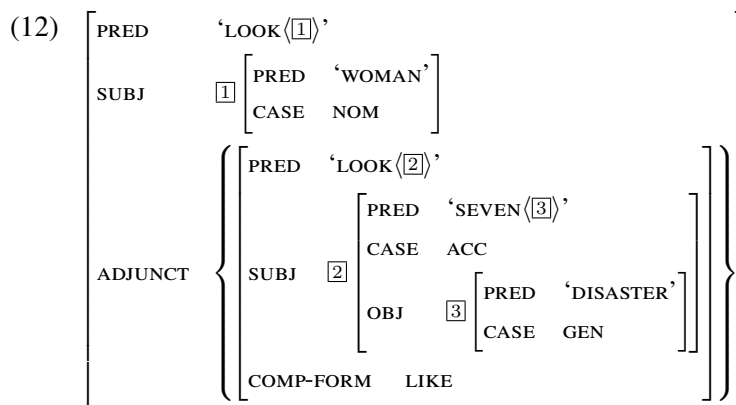 (12) PRED ‘LOOK⟨1⟩’
SUBJ 1 PRED ‘WOMAN’
CASE NOM
ADJUNCT PRED ‘LOOK⟨2⟩’
SUBJ 2 PRED ‘SEVEN⟨3⟩’
CASE ACC
OBJ 3 PRED ‘DISASTER’
CASE GEN
COMP-FORM LIKE